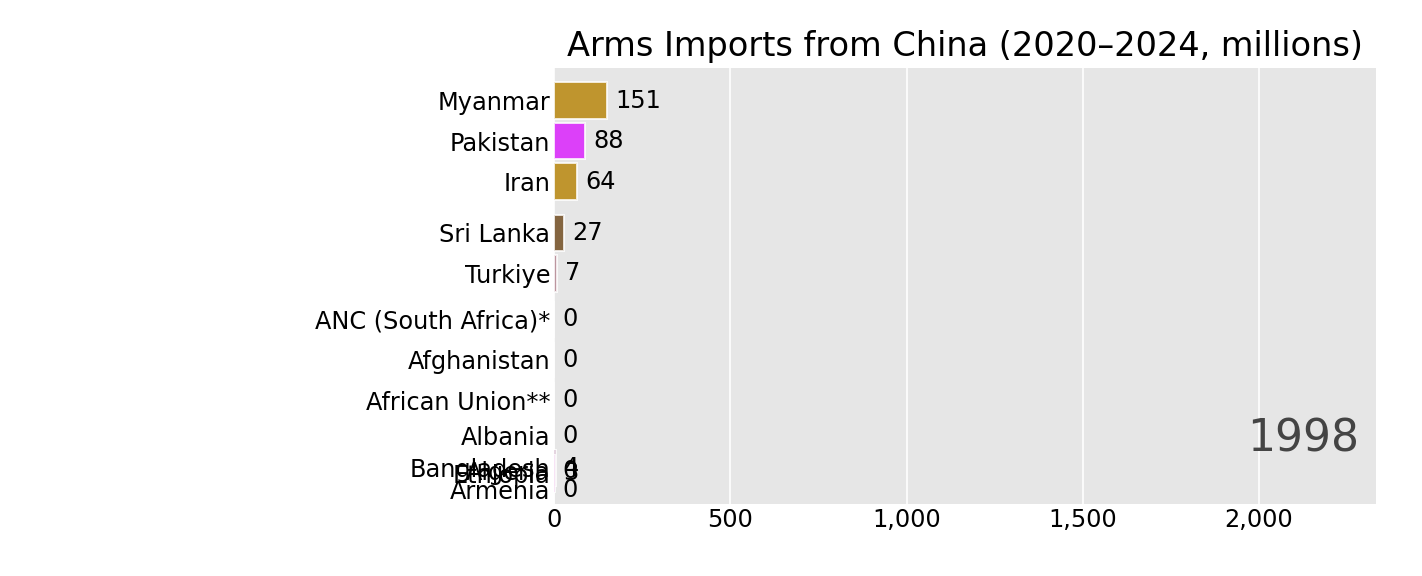 Arms Imports from China (2020–2024, millions)
Myanmar 151
Pakistan 88
Iran 64
Sri Lanka 27
Turkiye 7
ANC (South Africa)* 0
Afghanistan 0
African Union** 0
Albania 0
1998
Bangladesh
Armenia 0
0 500 1,000 1,500 2,000